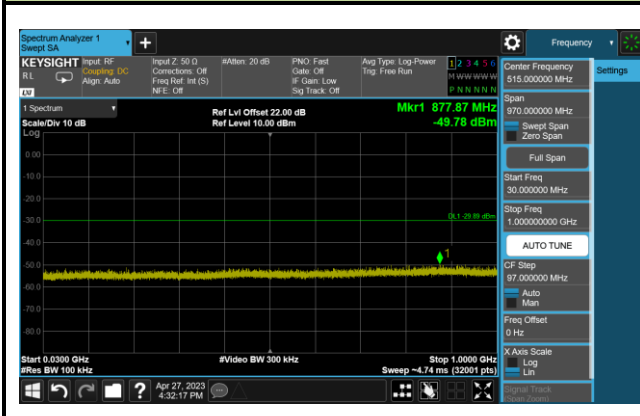 Spectrum Analyzer 1
Swept SA
Frequency
KEYSIGHT
RL
LXI
Input: RF
Coupling: DC
Align: Auto
Input Z: 50 Ω
Corrections: Off
Freq Ref: Int (S)
NFE: Off
#Atten: 20 dB
PNO: Fast
Gate: Off
IF Gain: Low
Sig Track: Off
Avg Type: Log-Power
Trig: Free Run
1 2 3 4 5 6
M W W W W W
P N N N N N
Center Frequency
515.000000 MHz
Settings
1 Spectrum
Scale/Div 10 dB
Log
Ref Lvl Offset 22.00 dB
Ref Level 10.00 dBm
Mkr1 877.87 MHz
-49.78 dBm
Span
970.000000 MHz
Swept Span
Zero Span
Full Span
Start Freq
30.000000 MHz
Stop Freq
1.000000000 GHz
AUTO TUNE
CF Step
97.000000 MHz
Auto
Man
Freq Offset
0 Hz
X Axis Scale
Log
Lin
Signal Track
(Span Zoom)
0.00
-10.0
-20.0
-30.0
-40.0
-60.0
-70.0
-80.0
DL1 -29.89 dBm
1
Start 0.0300 GHz
#Res BW 100 kHz
#Video BW 300 kHz
Stop 1.0000 GHz
Sweep ~4.74 ms (32001 pts)
Apr 27, 2023
4:32:17 PM